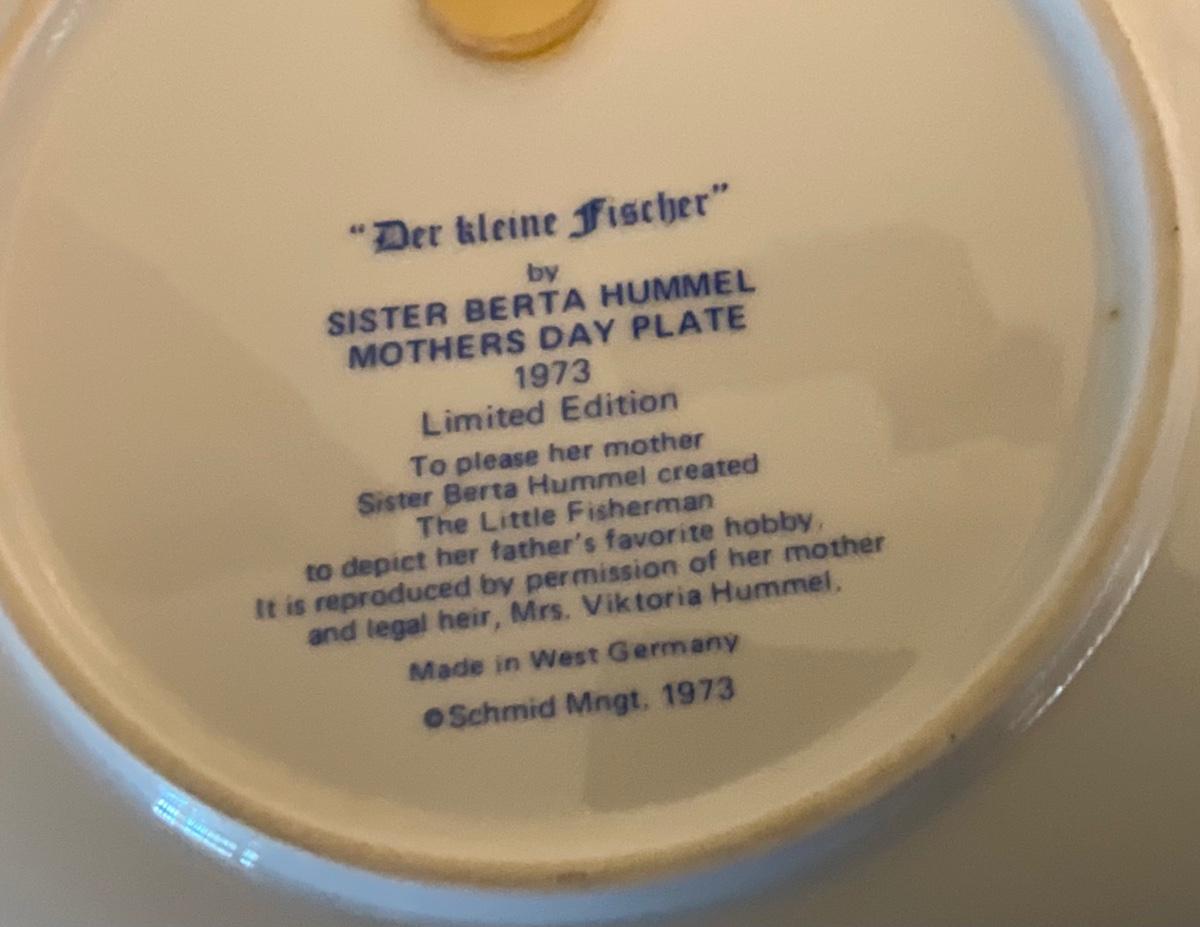 “Der kleine Fischer”
by
SISTER BERTA HUMMEL
MOTHERS DAY PLATE
1973
Limited Edition
To please her mother
Sister Berta Hummel created
The Little Fisherman
to depict her father's favorite hobby.
It is reproduced by permission of her mother
and legal heir, Mrs. Viktoria Hummel.
Made in West Germany
©Schmid Mngt. 1973